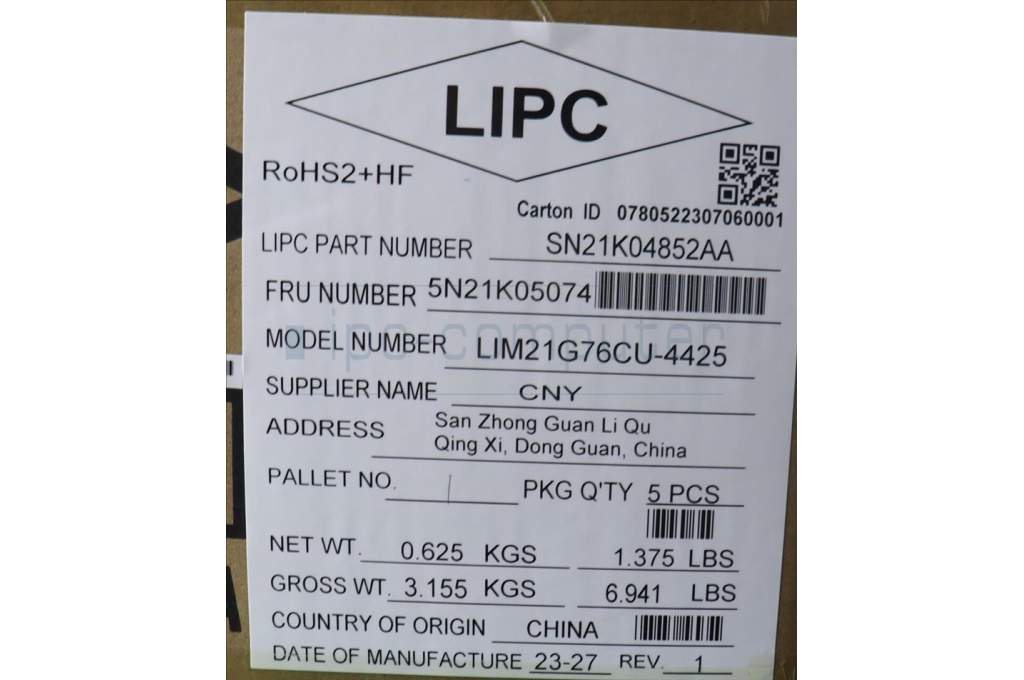 LIPC
RoHS2+HF
Carton ID 0780522307060001
LIPC PART NUMBER SN21K04852AA
FRU NUMBER 5N21K05074
ipc computer
MODEL NUMBER LIM21G76CU-4425
SUPPLIER NAME CNY
ADDRESS San Zhong Guan Li Qu
Qing Xi, Dong Guan, China
PALLET NO. PKG Q'TY 5 PCS
NET WT. 0.625 KGS 1.375 LBS
GROSS WT. 3.155 KGS 6.941 LBS
COUNTRY OF ORIGIN CHINA
DATE OF MANUFACTURE 23-27 REV. 1